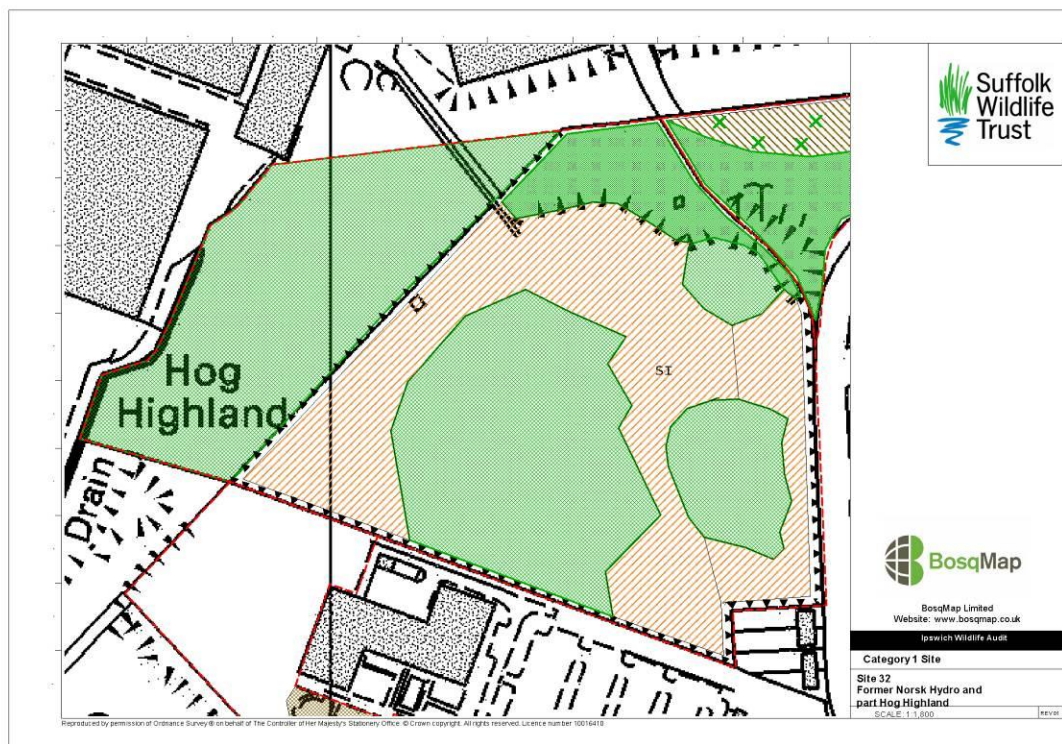 Suffolk
Wildlife
Trust
Hog
Highland
Drain
SI
BosqMap
BosqMap Limited
Website: www.bosqmap.co.uk
Ipswich Wildlife Audit
Category 1 Site
Site 32
Former Norsk Hydro and
part Hog Highland
SCALE: 1:1,800
REV01
Reproduced by permission of Ordnance Survey ® on behalf of The Controller of Her Majesty's Stationery Office. © Crown copyright. All rights reserved. Licence number 10016418